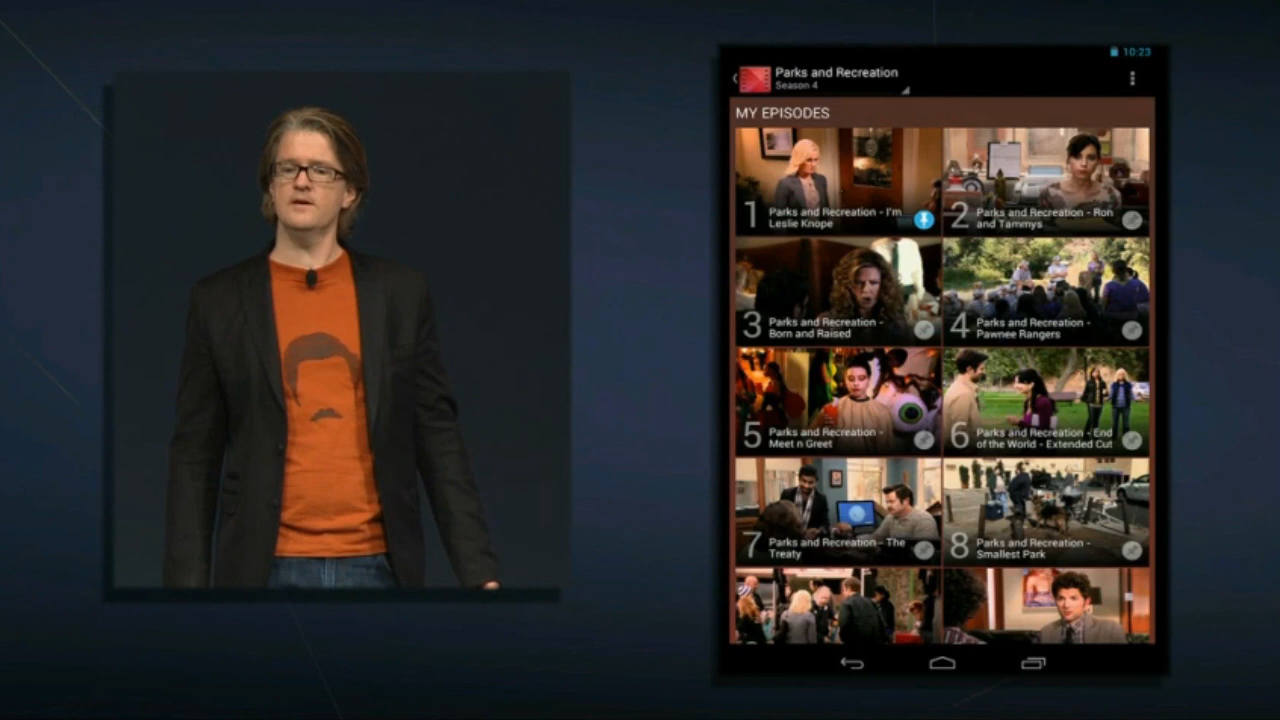 10:23
Parks and Recreation
Season 4
MY EPISODES
1
Parks and Recreation - I'm
Leslie Knope
2
Parks and Recreation - Ron
and Tammys
3
Parks and Recreation -
Born and Raised
4
Parks and Recreation -
Pawnee Rangers
5
Parks and Recreation -
Meet n Greet
6
Parks and Recreation - End
of the World - Extended Cut
7
Parks and Recreation - The
Treaty
8
Parks and Recreation -
Smallest Park